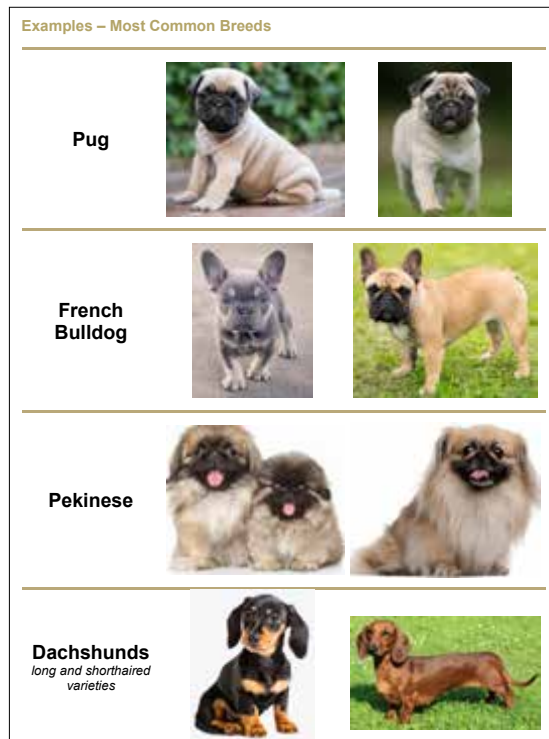 Examples – Most Common Breeds
Pug
French
Bulldog
Pekinese
Dachshunds
long and shorthaired
varieties